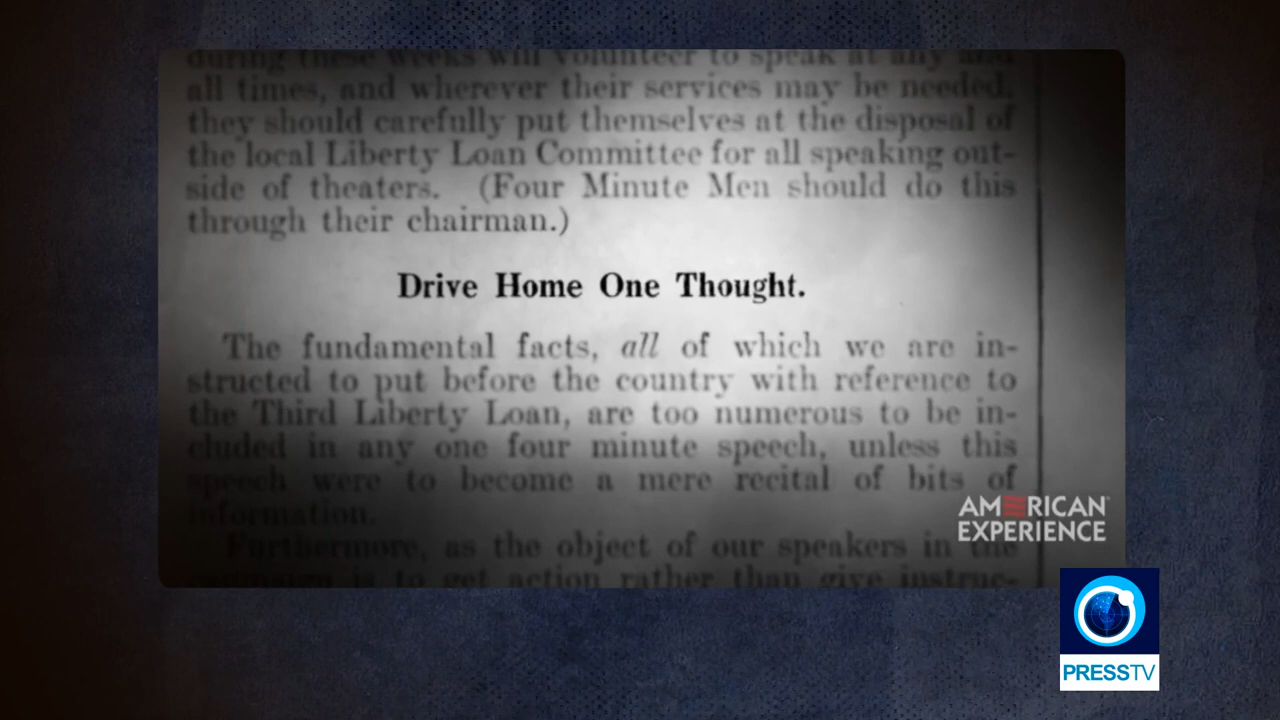 during these weeks will volunteer to speak at any and
all times, and wherever their services may be needed,
they should carefully put themselves at the disposal of
the local Liberty Loan Committee for all speaking out-
side of theaters. (Four Minute Men should do this
through their chairman.)
Drive Home One Thought.
The fundamental facts, all of which we are in-
structed to put before the country with reference to
the Third Liberty Loan, are too numerous to be in-
cluded in any one four minute speech, unless this
speech were to become a mere recital of bits of
information.
Furthermore, as the object of our speakers in the
campaign is to get action rather than give instruc-
AMERICAN
EXPERIENCE
PRESSTV